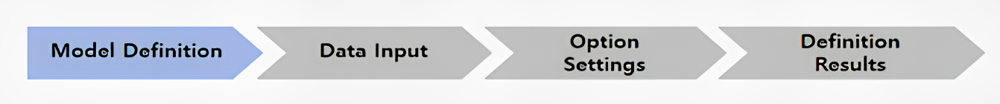 Model Definition
Data Input
Option
Settings
Definition
Results